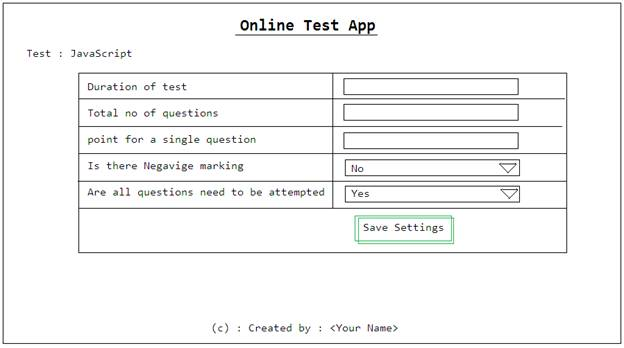 Online Test App
Test : JavaScript
Duration of test
Total no of questions
point for a single question
Is there Negavige marking No
Are all questions need to be attempted Yes
Save Settings
(c) : Created by : <Your Name>